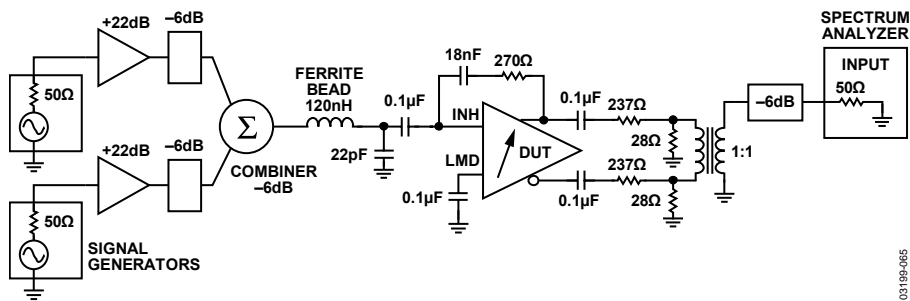 +22dB
–6dB
50Ω
+22dB
–6dB
50Ω
SIGNAL
GENERATORS
Σ
COMBINER
–6dB
FERRITE
BEAD
120nH
22pF
0.1µF
18nF
270Ω
INH
LMD
DUT
0.1µF
0.1µF
237Ω
28Ω
237Ω
0.1µF
28Ω
1:1
–6dB
SPECTRUM
ANALYZER
INPUT
50Ω
03199-065